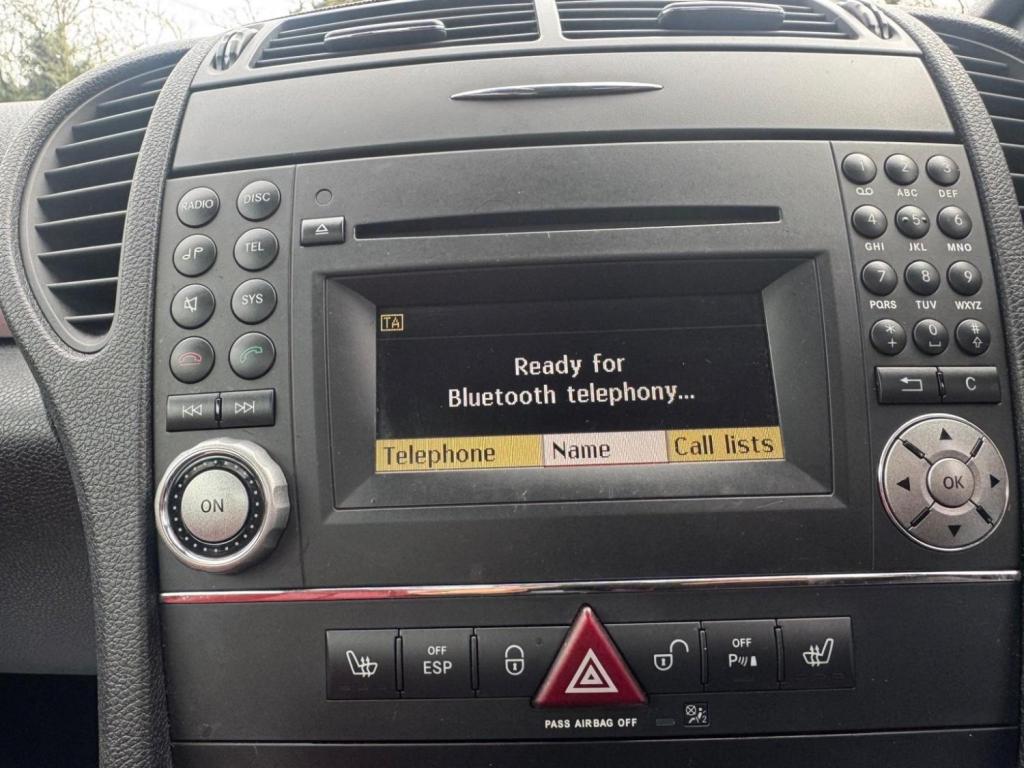 RADIO
DISC
TEL
SYS
ON
TA
Ready for
Bluetooth telephony...
Telephone Name Call lists
1 2 3
ABC DEF
4 5 6
GHI JKL MNO
7 8 9
PQRS TUV WXYZ
* 0 #
+
C
OK
OFF
ESP
OFF
P
PASS AIRBAG OFF
2